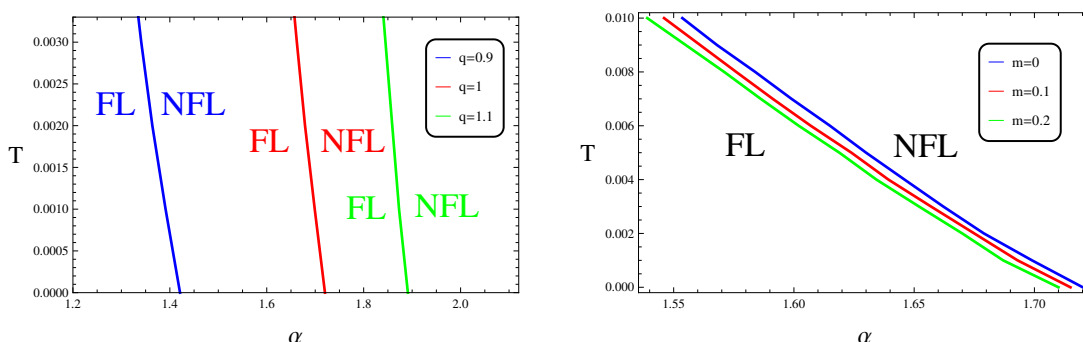 0.0030
0.0025
0.0020
0.0015
0.0010
0.0005
0.0000
T
1.2
1.4
1.6
1.8
2.0
α
FL
NFL
FL
NFL
FL
NFL
q=0.9
q=1
q=1.1
0.010
0.008
0.006
0.004
0.002
0.000
T
1.55
1.60
1.65
1.70
α
FL
NFL
m=0
m=0.1
m=0.2